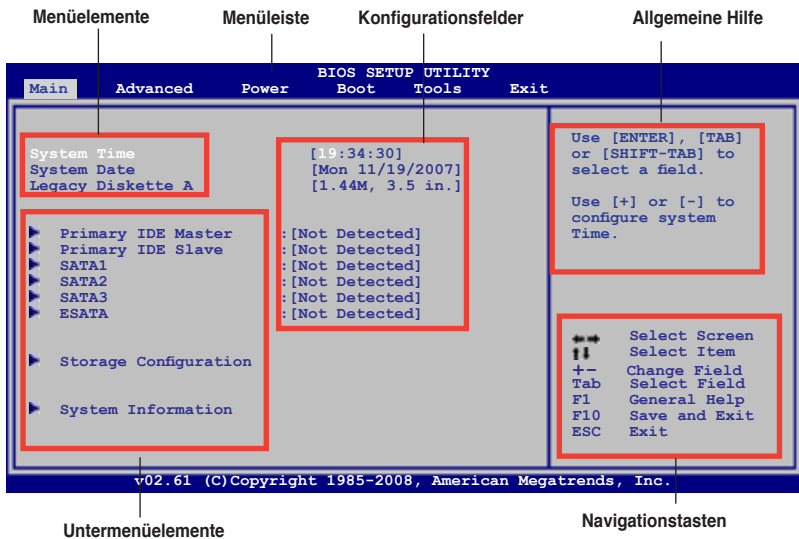 Menüelemente Menüleiste Konfigurationsfelder Allgemeine Hilfe
BIOS SETUP UTILITY
Main Advanced Power Boot Tools Exit
System Time [19:34:30]
System Date [Mon 11/19/2007]
Legacy Diskette A [1.44M, 3.5 in.]
Primary IDE Master :[Not Detected]
Primary IDE Slave :[Not Detected]
SATA1 :[Not Detected]
SATA2 :[Not Detected]
SATA3 :[Not Detected]
ESATA :[Not Detected]
Storage Configuration
System Information
Use [ENTER], [TAB]
or [SHIFT-TAB] to
select a field.
Use [+] or [-] to
configure system
Time.
Select Screen
Select Item
+- Change Field
Tab Select Field
F1 General Help
F10 Save and Exit
ESC Exit
v02.61 (C)Copyright 1985-2008, American Megatrends, Inc.
Untermenüelemente Navigationstasten